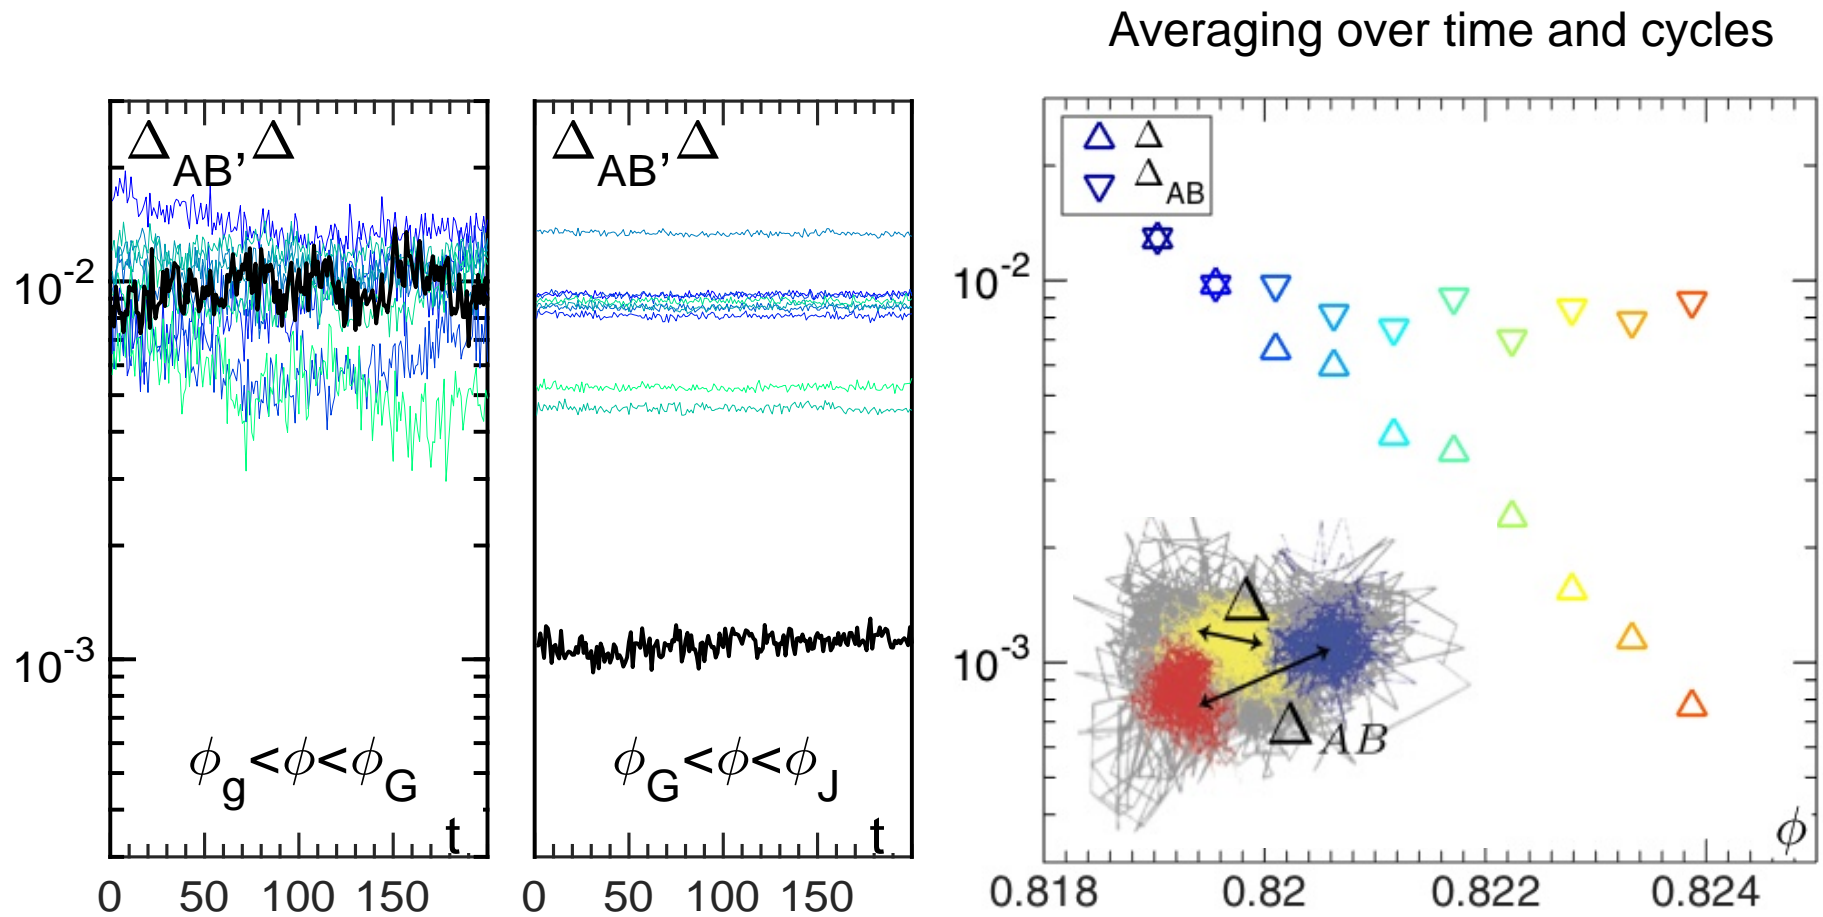 Averaging over time and cycles
Δ_AB, Δ
10^-2
10^-3
ϕ_g<ϕ<ϕ_G
t
0 50 100 150
Δ_AB, Δ
ϕ_G<ϕ<ϕ_J
t
0 50 100 150
Δ
Δ_AB
10^-2
10^-3
Δ
Δ_AB
ϕ
0.818 0.82 0.822 0.824